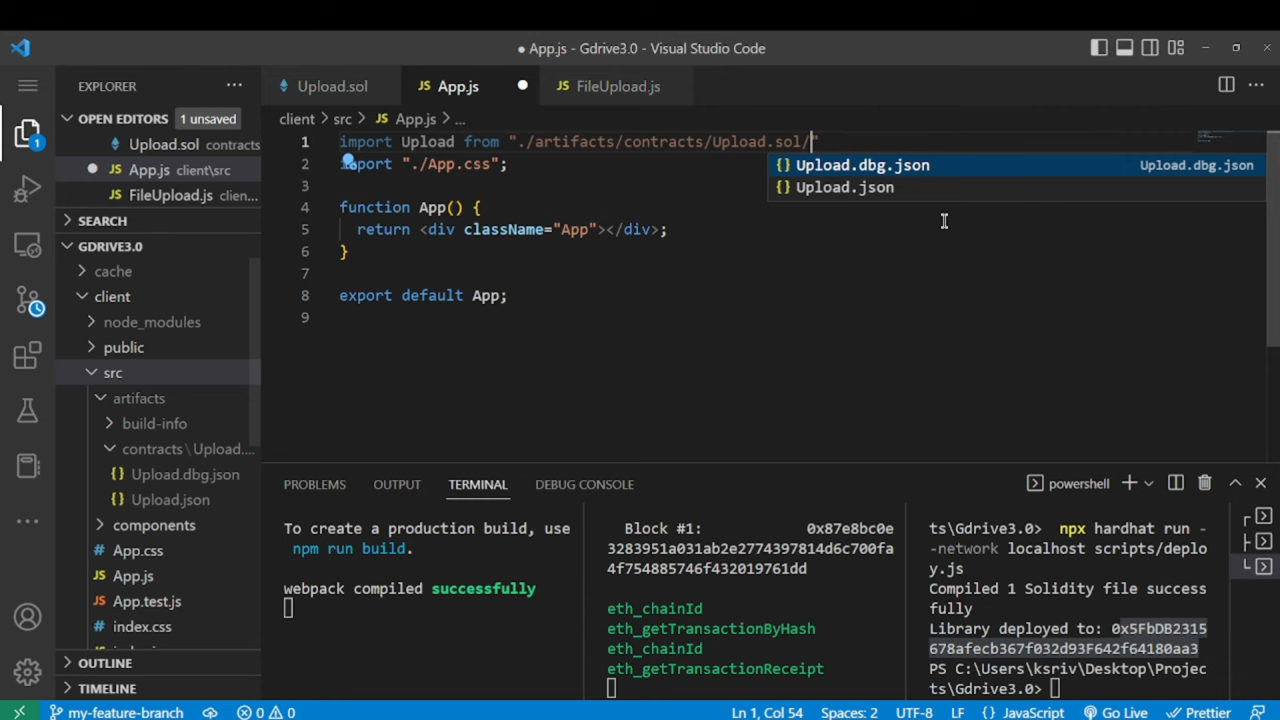 App.js - Gdrive3.0 - Visual Studio Code
EXPLORER
Upload.sol
JS App.js
JS FileUpload.js
OPEN EDITORS 1 unsaved
Upload.sol contracts
JS App.js client\src
JS FileUpload.js clien...
SEARCH
GDRIVE3.0
cache
client
node_modules
public
src
artifacts
build-info
contracts\Upload....
{} Upload.dbg.json
{} Upload.json
components
# App.css
JS App.js
JS App.test.js
# index.css
OUTLINE
TIMELINE
client > src > JS App.js > ...
1 import Upload from "./artifacts/contracts/Upload.sol/"
2 import "./App.css";
3
4 function App() {
5 return <div className="App"></div>;
6 }
7
8 export default App;
9
{} Upload.dbg.json Upload.dbg.json
{} Upload.json
PROBLEMS OUTPUT TERMINAL DEBUG CONSOLE
powershell
To create a production build, use
npm run build.
webpack compiled successfully
Block #1: 0x87e8bc0e
3283951a031ab2e2774397814d6c700fa
4f754885746f432019761dd
eth_chainId
eth_getTransactionByHash
eth_chainId
eth_getTransactionReceipt
ts\Gdrive3.0> npx hardhat run -
-network localhost scripts/deplo
y.js
Compiled 1 Solidity file success
fully
Library deployed to: 0x5FbDB2315
678afecb367f032d93F642f64180aa3
PS C:\Users\ksriv\Desktop\Projec
ts\Gdrive3.0>
my-feature-branch 0 0 Ln 1, Col 54 Spaces: 2 UTF-8 LF {} JavaScript Go Live Prettier